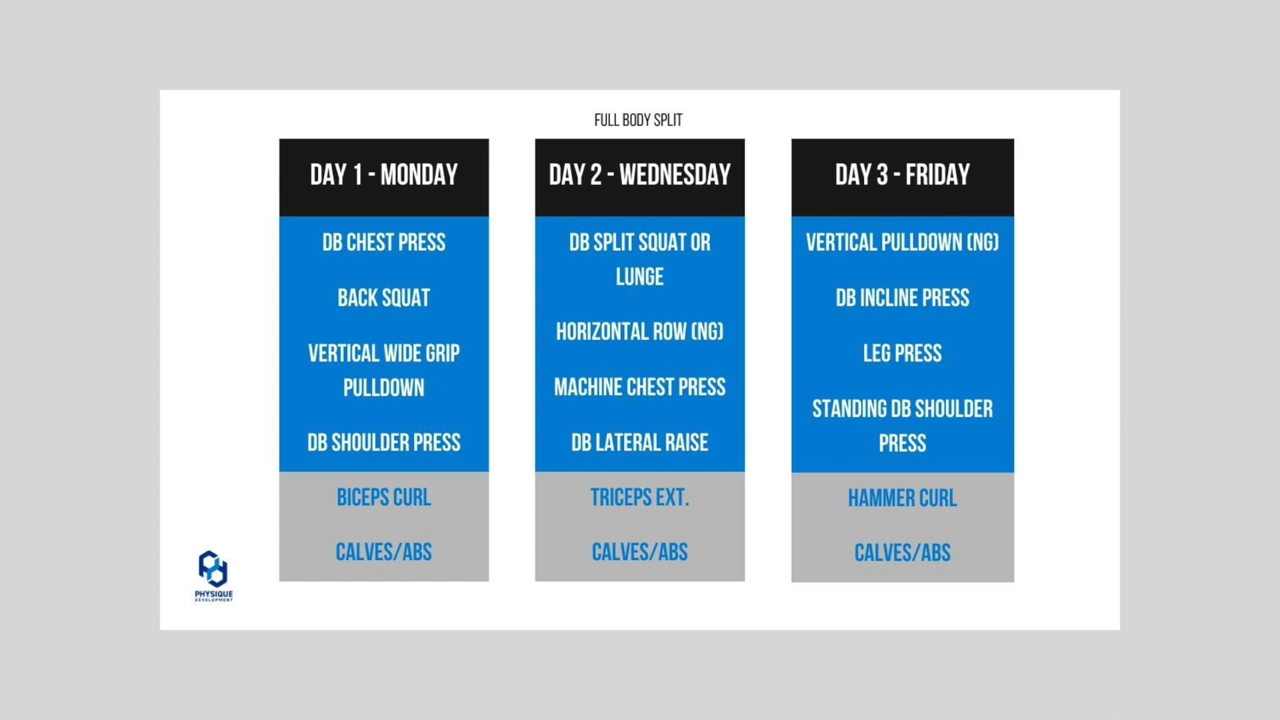 FULL BODY SPLIT
DAY 1 - MONDAY
DB CHEST PRESS
BACK SQUAT
VERTICAL WIDE GRIP
PULLDOWN
DB SHOULDER PRESS
BICEPS CURL
CALVES/ABS
DAY 2 - WEDNESDAY
DB SPLIT SQUAT OR
LUNGE
HORIZONTAL ROW (NG)
MACHINE CHEST PRESS
DB LATERAL RAISE
TRICEPS EXT.
CALVES/ABS
DAY 3 - FRIDAY
VERTICAL PULLDOWN (NG)
DB INCLINE PRESS
LEG PRESS
STANDING DB SHOULDER
PRESS
HAMMER CURL
CALVES/ABS
PHYSIQUE
DEVELOPMENT